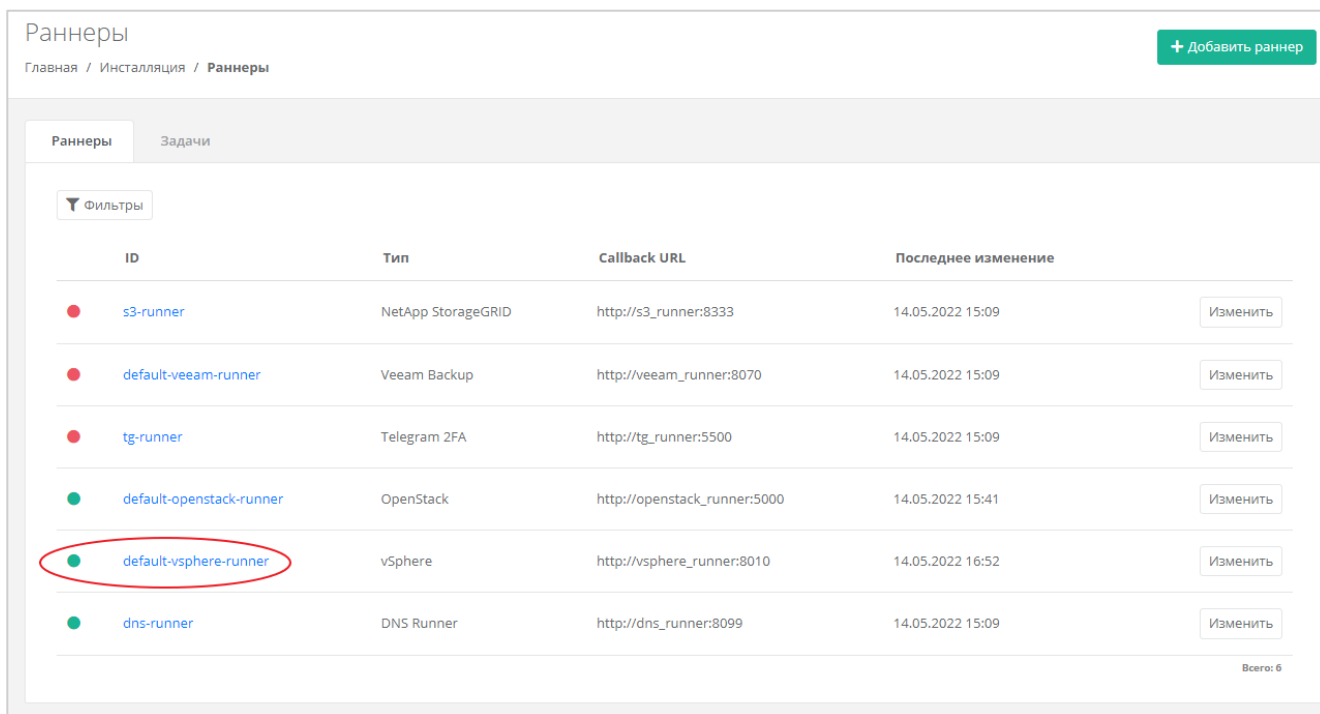 Раннеры
+ Добавить раннер
Главная / Инсталляция / Раннеры
Раннеры Задачи
Фильтры
ID Тип Callback URL Последнее изменение
s3-runner NetApp StorageGRID http://s3_runner:8333 14.05.2022 15:09 Изменить
default-veeam-runner Veeam Backup http://veeam_runner:8070 14.05.2022 15:09 Изменить
tg-runner Telegram 2FA http://tg_runner:5500 14.05.2022 15:09 Изменить
default-openstack-runner OpenStack http://openstack_runner:5000 14.05.2022 15:41 Изменить
default-vsphere-runner vSphere http://vsphere_runner:8010 14.05.2022 16:52 Изменить
dns-runner DNS Runner http://dns_runner:8099 14.05.2022 15:09 Изменить
Всего: 6